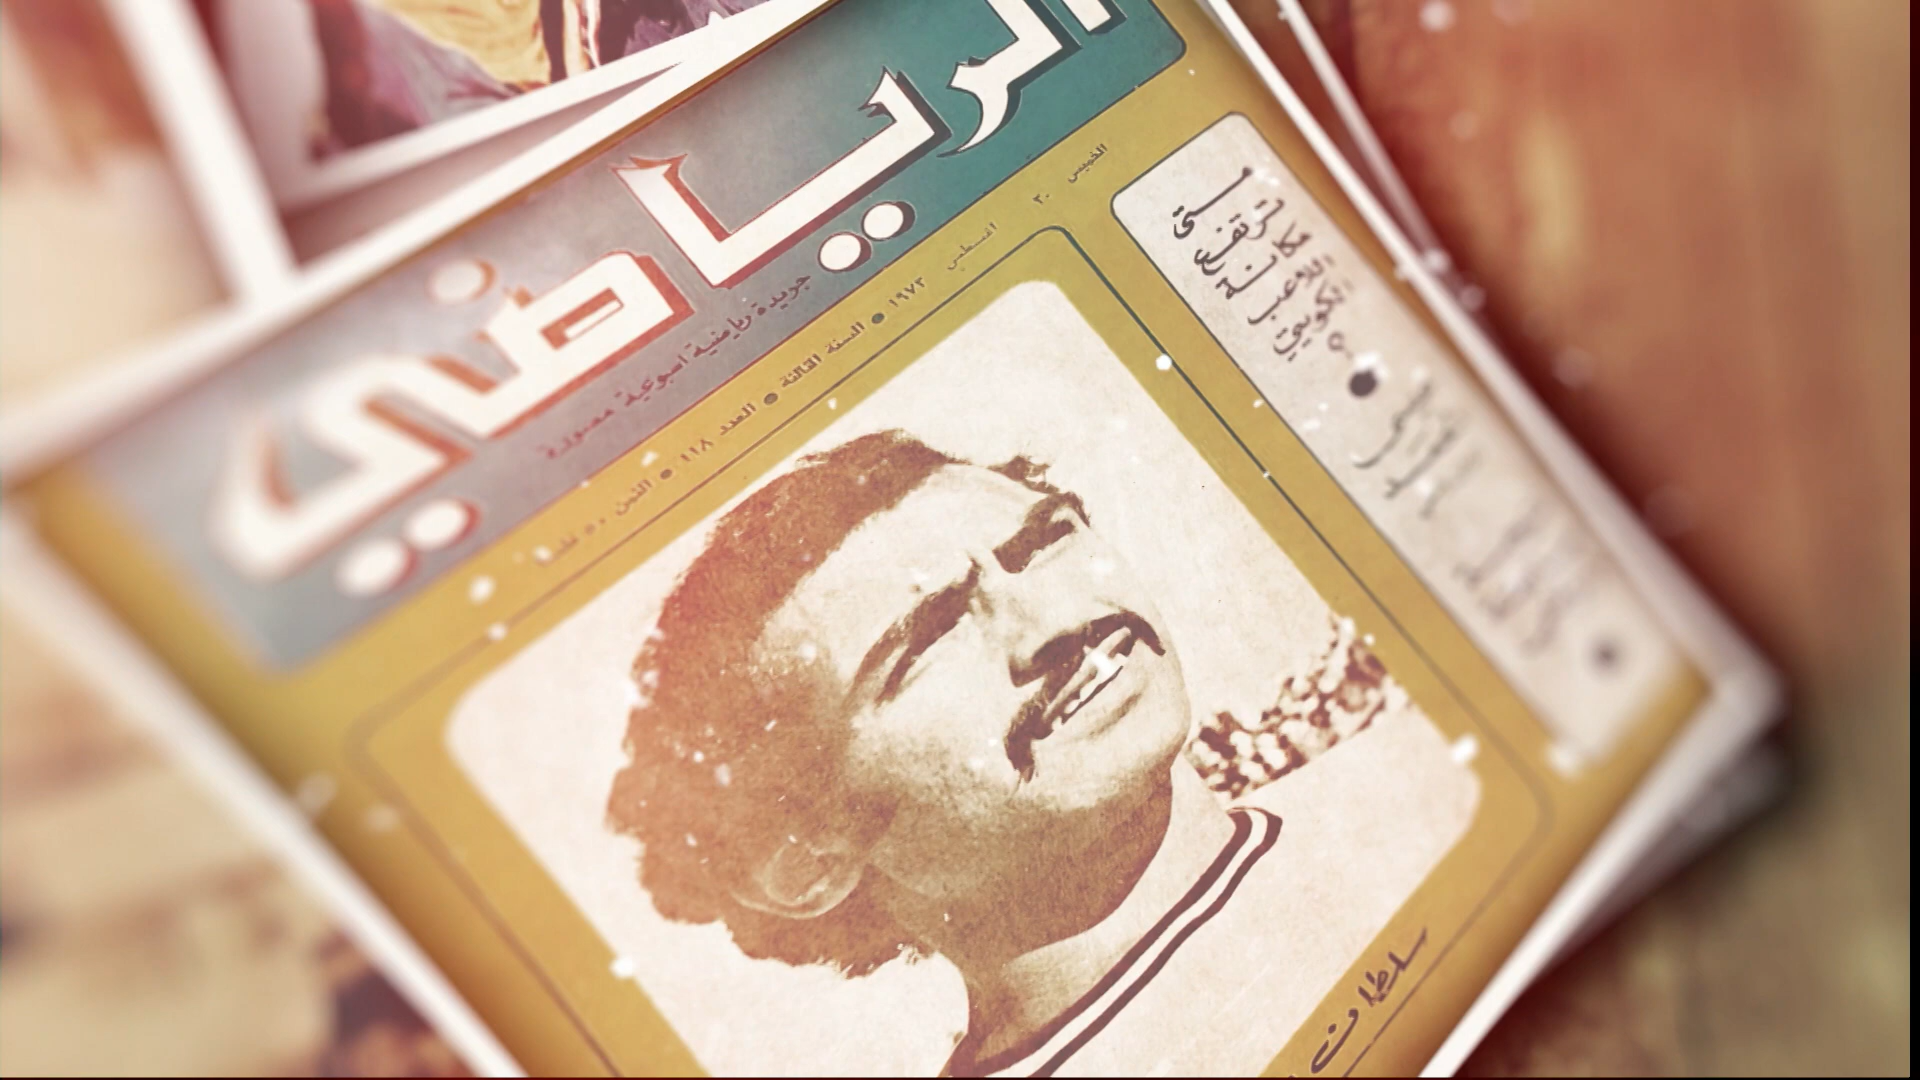 الرياضي
جريدة رياضية اسبوعية مصورة
الخميس ٣٠ اغسطس ١٩٧٣ ● السنة الثالثة ● العدد ١١٨ ● الثمن ٥٠ فلسا
متى
ترتفع
مكانة
اللاعب
الكويتي
؟
●
سلطان